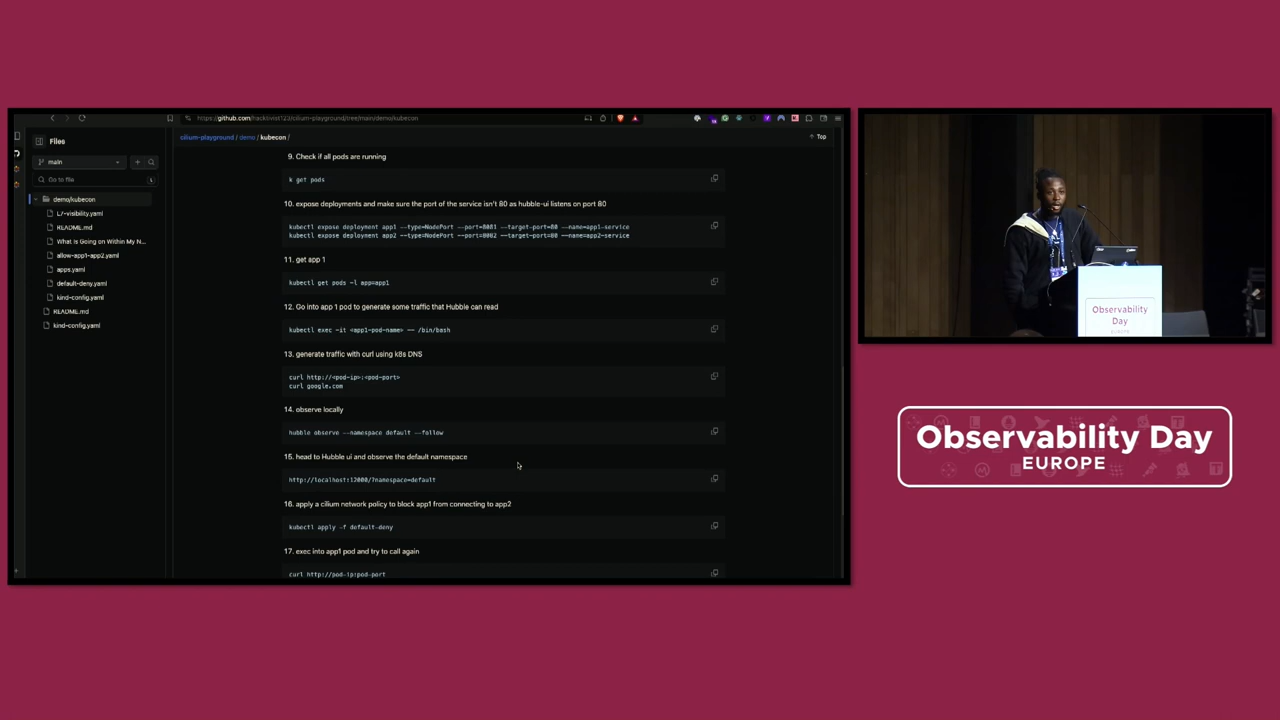 https://github.com/hacktivist123/cilium-playground/tree/main/demo/kubecon
Files
cilium-playground / demo / kubecon /
Top
main
Go to file
demo/kubecon
L7-visibility.yaml
README.md
What is Going on Within My N...
allow-app1-app2.yaml
apps.yaml
default-deny.yaml
kind-config.yaml
README.md
kind-config.yaml
9. Check if all pods are running
k get pods
10. expose deployments and make sure the port of the service isn't 80 as hubble-ui listens on port 80
kubectl expose deployment app1 --type=NodePort --port=8081 --target-port=80 --name=app1-service
kubectl expose deployment app2 --type=NodePort --port=8082 --target-port=80 --name=app2-service
11. get app 1
kubectl get pods -l app=app1
12. Go into app 1 pod to generate some traffic that Hubble can read
kubectl exec -it <app1-pod-name> -- /bin/bash
13. generate traffic with curl using k8s DNS
curl http://<pod-ip>:<pod-port>
curl google.com
14. observe locally
hubble observe --namespace default --follow
15. head to Hubble ui and observe the default namespace
http://localhost:12000/?namespace=default
16. apply a cilium network policy to block app1 from connecting to app2
kubectl apply -f default-deny
17. exec into app1 pod and try to call again
curl http://pod-ip:pod-port
Observability
Day
EUROPE
Observability Day
EUROPE